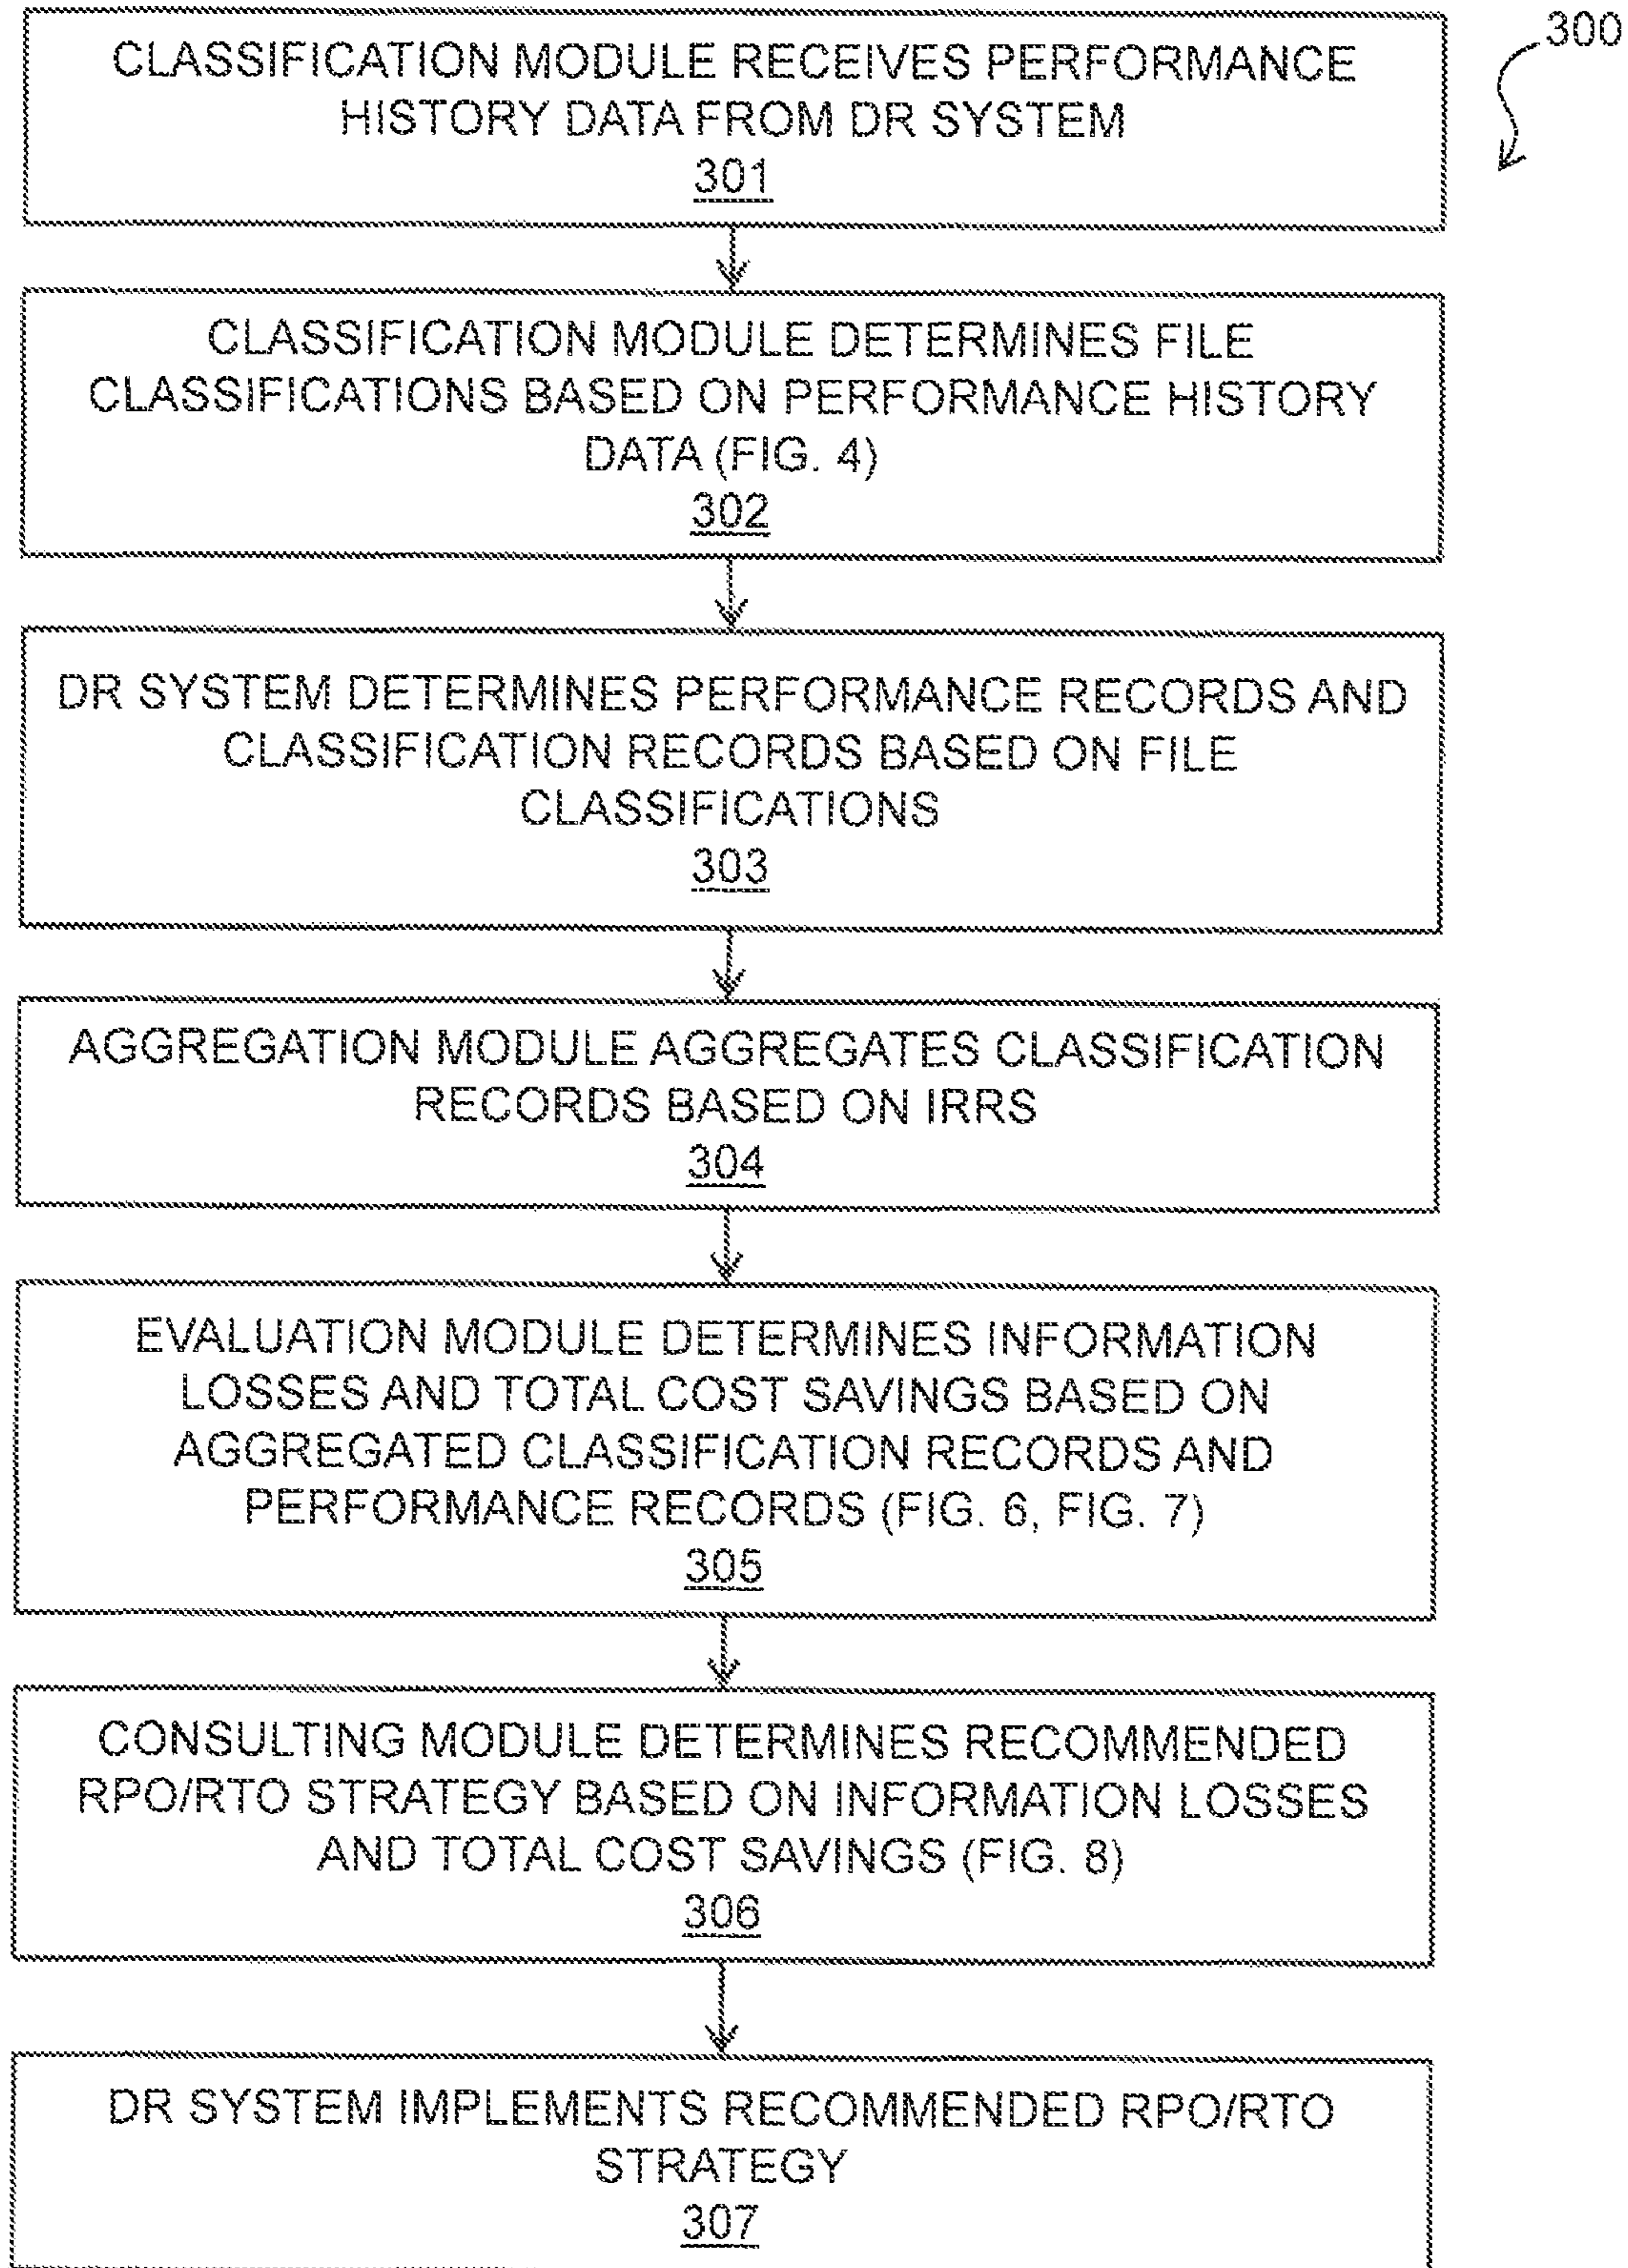 300
CLASSIFICATION MODULE RECEIVES PERFORMANCE
HISTORY DATA FROM DR SYSTEM
301
CLASSIFICATION MODULE DETERMINES FILE
CLASSIFICATIONS BASED ON PERFORMANCE HISTORY
DATA (FIG. 4)
302
DR SYSTEM DETERMINES PERFORMANCE RECORDS AND
CLASSIFICATION RECORDS BASED ON FILE
CLASSIFICATIONS
303
AGGREGATION MODULE AGGREGATES CLASSIFICATION
RECORDS BASED ON IRRS
304
EVALUATION MODULE DETERMINES INFORMATION
LOSSES AND TOTAL COST SAVINGS BASED ON
AGGREGATED CLASSIFICATION RECORDS AND
PERFORMANCE RECORDS (FIG. 6, FIG. 7)
305
CONSULTING MODULE DETERMINES RECOMMENDED
RPO/RTO STRATEGY BASED ON INFORMATION LOSSES
AND TOTAL COST SAVINGS (FIG. 8)
306
DR SYSTEM IMPLEMENTS RECOMMENDED RPO/RTO
STRATEGY
307